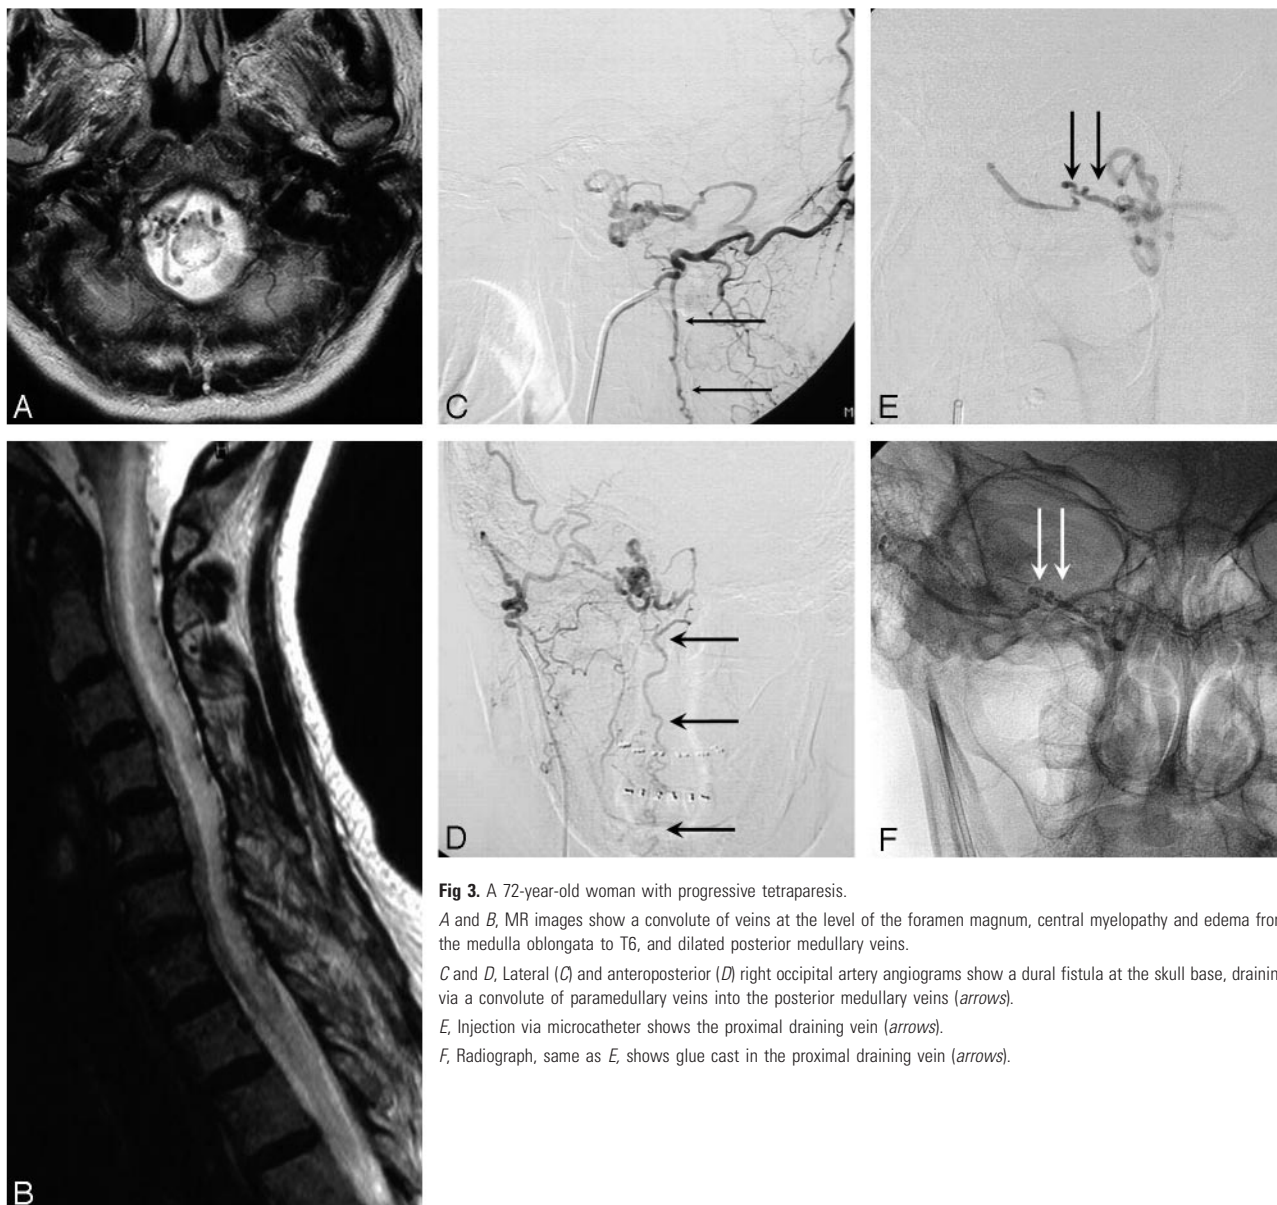 A
B
C
M
D
E
F
Fig 3. A 72-year-old woman with progressive tetraparesis.
A and B, MR images show a convolute of veins at the level of the foramen magnum, central myelopathy and edema fro
the medulla oblongata to T6, and dilated posterior medullary veins.
C and D, Lateral (C) and anteroposterior (D) right occipital artery angiograms show a dural fistula at the skull base, drainin
via a convolute of paramedullary veins into the posterior medullary veins (arrows).
E, Injection via microcatheter shows the proximal draining vein (arrows).
F, Radiograph, same as E, shows glue cast in the proximal draining vein (arrows).